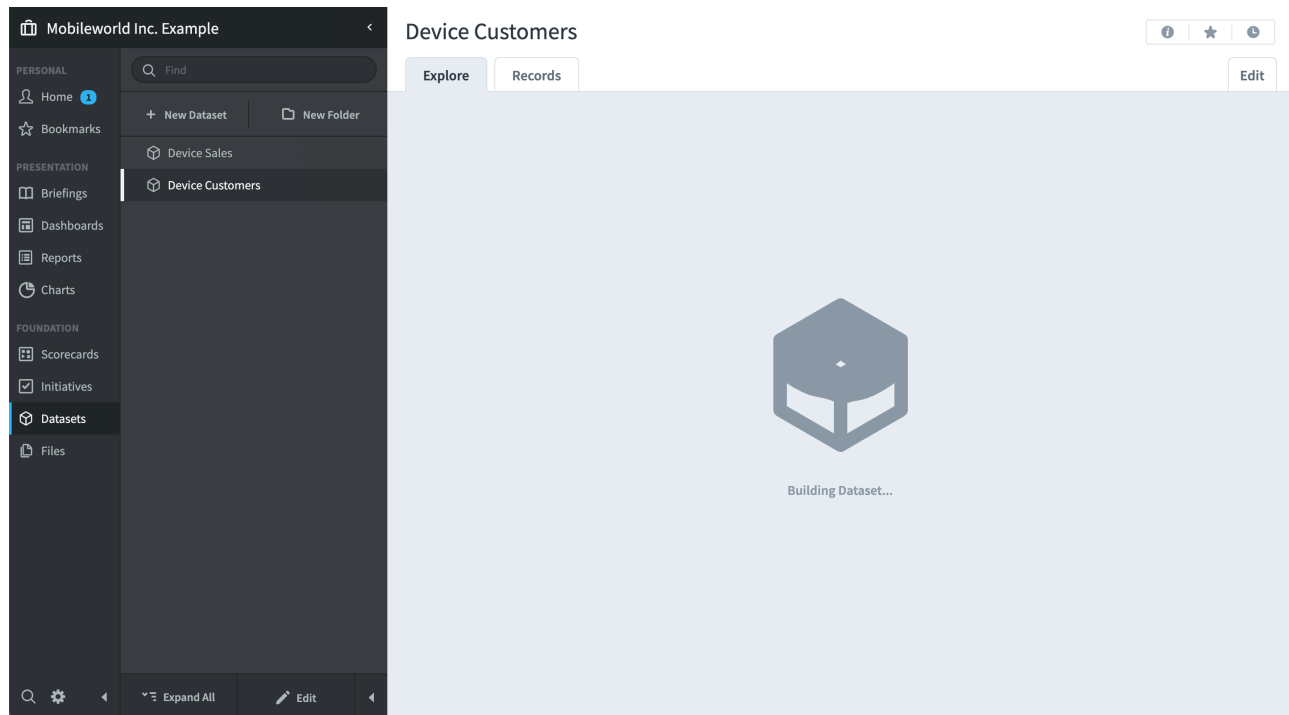 Mobileworld Inc. Example
PERSONAL
Home 1
Bookmarks
PRESENTATION
Briefings
Dashboards
Reports
Charts
FOUNDATION
Scorecards
Initiatives
Datasets
Files
Find
+ New Dataset
New Folder
Device Sales
Device Customers
Expand All
Edit
Device Customers
Explore
Records
Edit
Building Dataset...